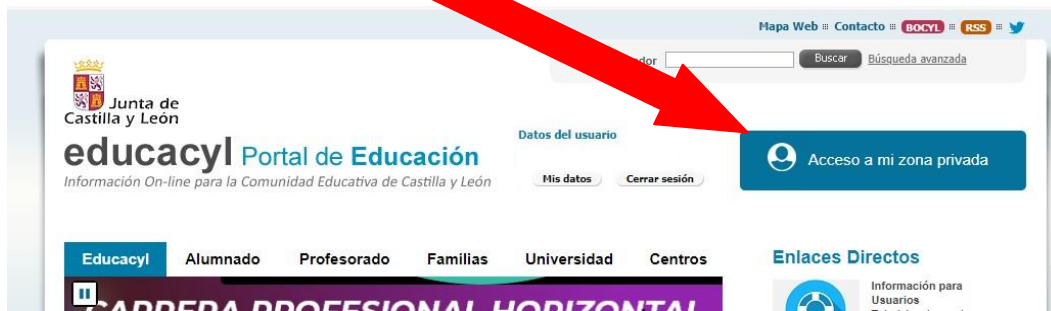 Mapa Web Contacto BOCYL RSS
Buscar Búsqueda avanzada
Junta de
Castilla y León
educacyl Portal de Educación
Información On-line para la Comunidad Educativa de Castilla y León
Datos del usuario
Mis datos Cerrar sesión
Acceso a mi zona privada
Educacyl Alumnado Profesorado Familias Universidad Centros
CARRERA PROFESIONAL HORIZONTAL
Enlaces Directos
Información para
Usuarios